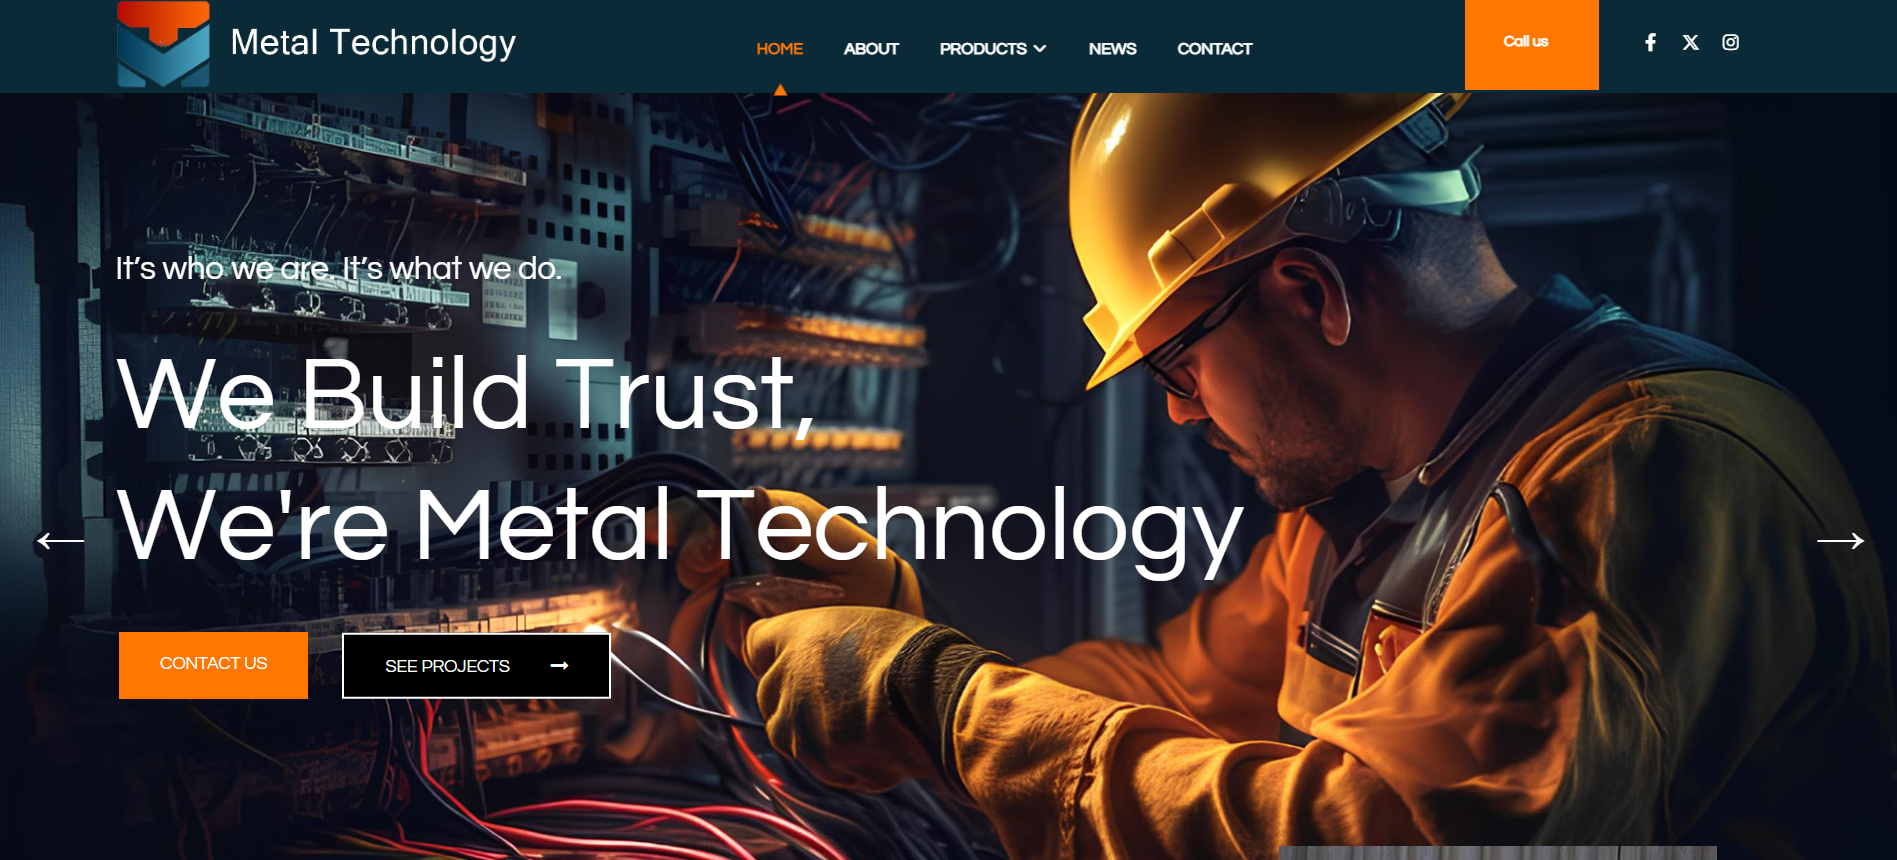 Metal Technology
HOME
ABOUT
PRODUCTS
NEWS
CONTACT
Call us
It’s who we are. It’s what we do.
We Build Trust,
We're Metal Technology
CONTACT US
SEE PROJECTS